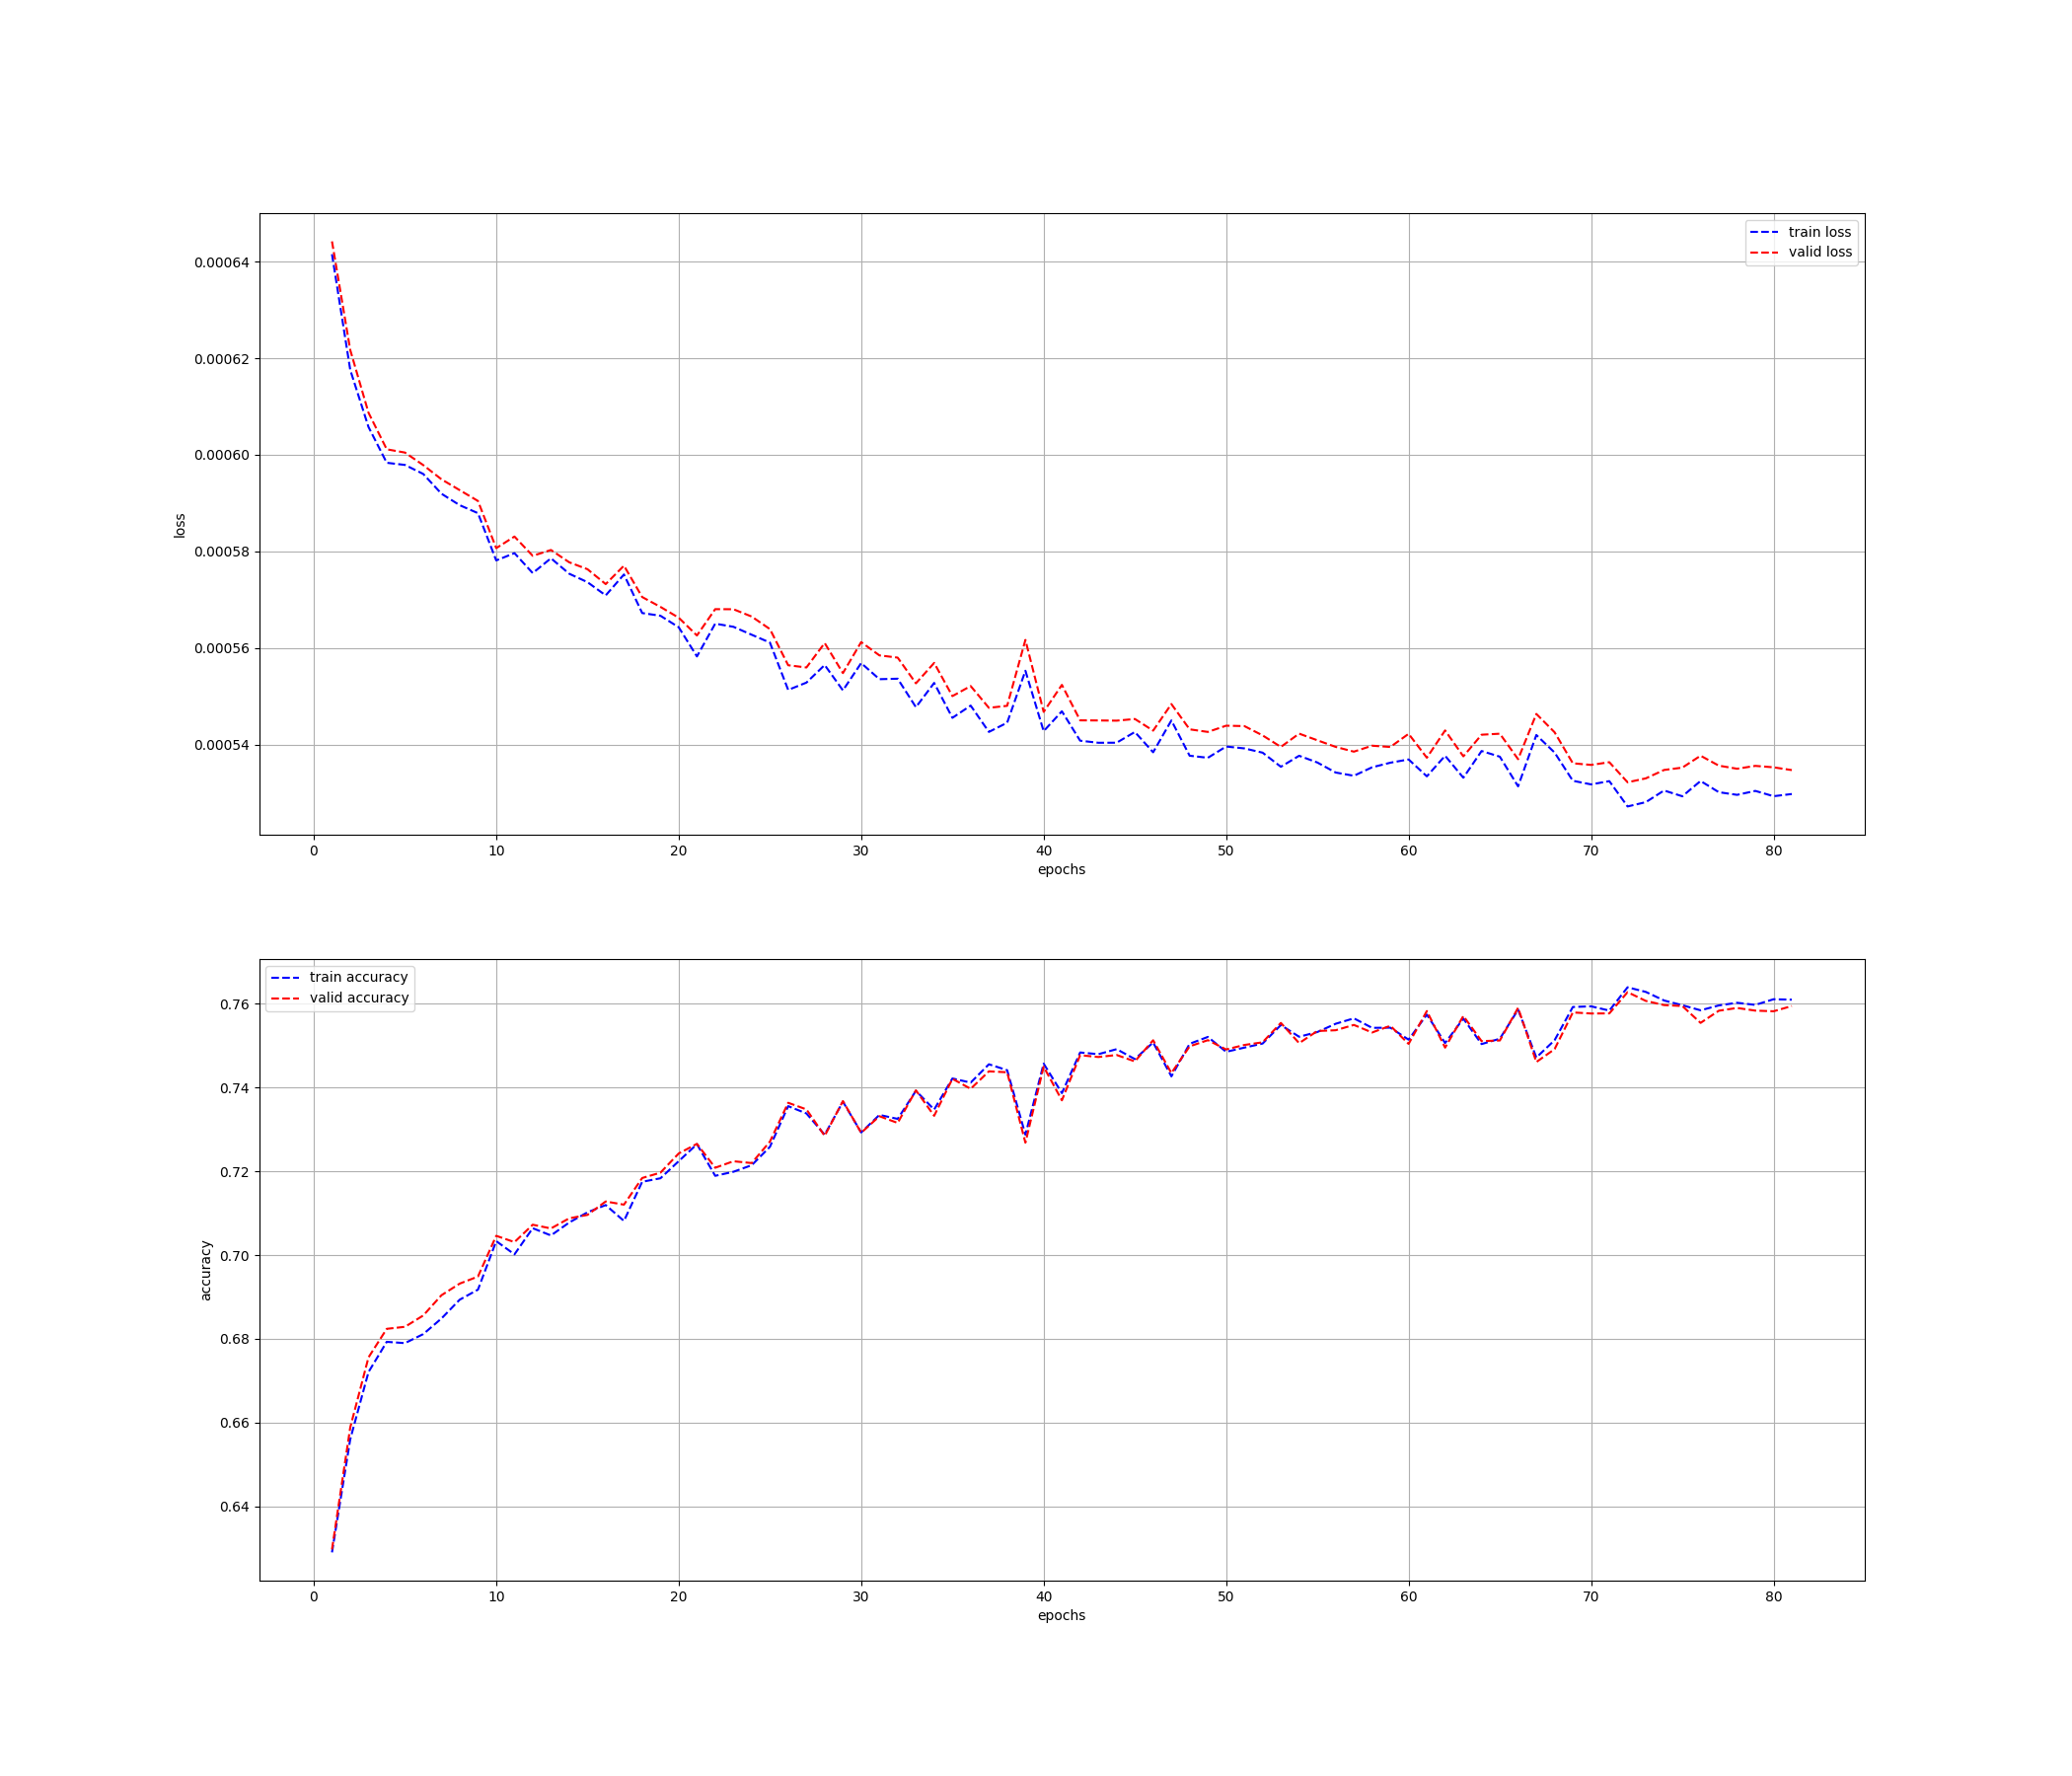 train loss
valid loss
0.00064
0.00062
0.00060
0.00058
0.00056
0.00054
loss
0 10 20 30 40 50 60 70 80
epochs
train accuracy
valid accuracy
0.76
0.74
0.72
0.70
0.68
0.66
0.64
accuracy
0 10 20 30 40 50 60 70 80
epochs